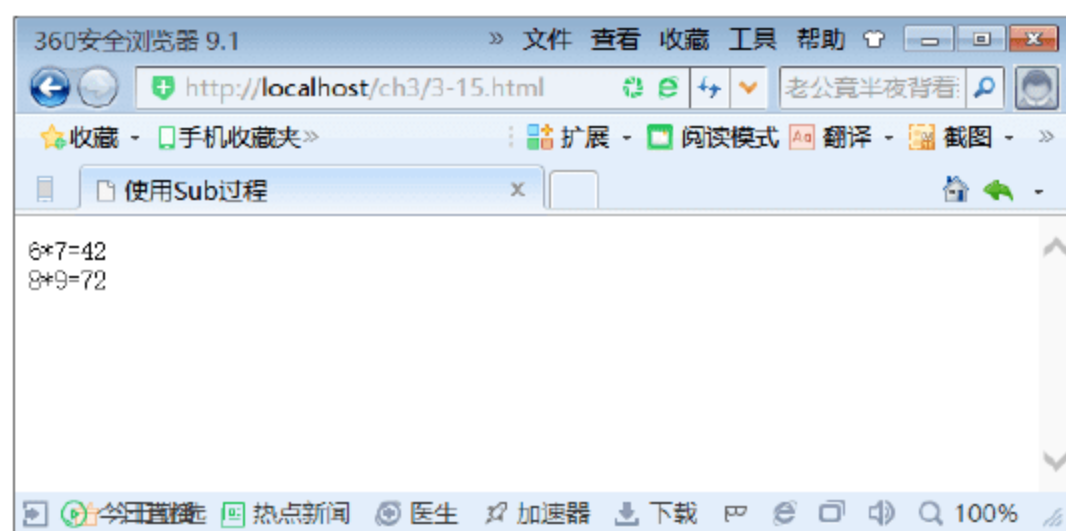 360安全浏览器 9.1 » 文件 查看 收藏 工具 帮助
http://localhost/ch3/3-15.html 老公竟半夜背着
收藏 手机收藏夹» 扩展 阅读模式 Aa 翻译 截图 »
使用Sub过程 x
6*7=42
8*9=72
热点新闻 医生 加速器 下载 100%